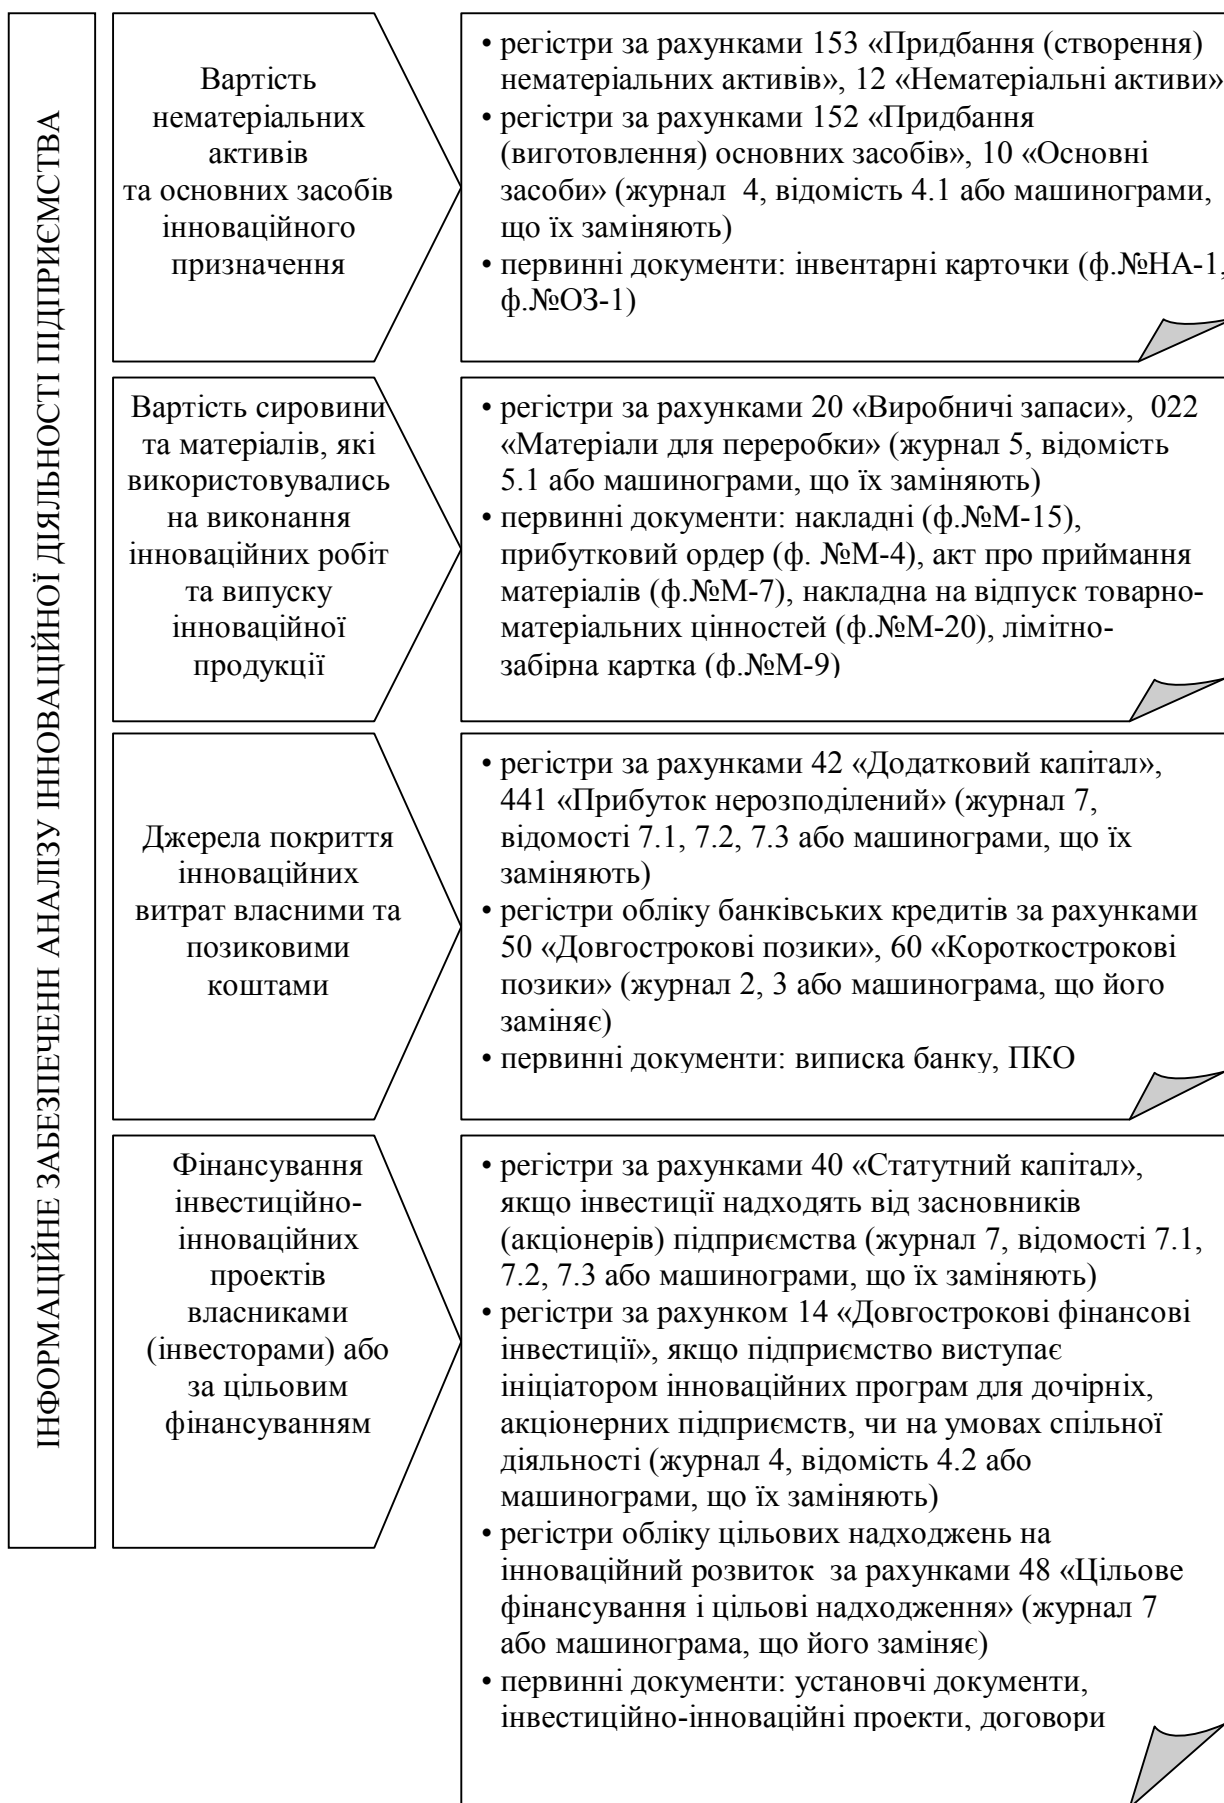 ІНФОРМАЦІЙНЕ ЗАБЕЗПЕЧЕНН АНАЛІЗУ ІННОВАЦІЙНОЇ ДІЯЛЬНОСТІ ПІДПРИЄМСТВА
Вартість
нематеріальних
активів
та основних засобів
інноваційного
призначення
• регістри за рахунками 153 «Придбання (створення)
нематеріальних активів», 12 «Нематеріальні активи»
• регістри за рахунками 152 «Придбання
(виготовлення) основних засобів», 10 «Основні
засоби» (журнал 4, відомість 4.1 або машинограми,
що їх заміняють)
• первинні документи: інвентарні карточки (ф.№НА-1,
ф.№ОЗ-1)
Вартість сировини
та матеріалів, які
використовувались
на виконання
інноваційних робіт
та випуску
інноваційної
продукції
• регістри за рахунками 20 «Виробничі запаси», 022
«Матеріали для переробки» (журнал 5, відомість
5.1 або машинограми, що їх заміняють)
• первинні документи: накладні (ф.№М-15),
прибутковий ордер (ф. №М-4), акт про приймання
матеріалів (ф.№М-7), накладна на відпуск товарно-
матеріальних цінностей (ф.№М-20), лімітно-
забірна картка (ф.№М-9)
Джерела покриття
інноваційних
витрат власними та
позиковими
коштами
• регістри за рахунками 42 «Додатковий капітал»,
441 «Прибуток нерозподілений» (журнал 7,
відомості 7.1, 7.2, 7.3 або машинограми, що їх
заміняють)
• регістри обліку банківських кредитів за рахунками
50 «Довгострокові позики», 60 «Короткострокові
позики» (журнал 2, 3 або машинограма, що його
заміняє)
• первинні документи: виписка банку, ПКО
Фінансування
інвестиційно-
інноваційних
проектів
власниками
(інвесторами) або
за цільовим
фінансуванням
• регістри за рахунками 40 «Статутний капітал»,
якщо інвестиції надходять від засновників
(акціонерів) підприємства (журнал 7, відомості 7.1,
7.2, 7.3 або машинограми, що їх заміняють)
• регістри за рахунком 14 «Довгострокові фінансові
інвестиції», якщо підприємство виступає
ініціатором інноваційних програм для дочірніх,
акціонерних підприємств, чи на умовах спільної
діяльності (журнал 4, відомість 4.2 або
машинограми, що їх заміняють)
• регістри обліку цільових надходжень на
інноваційний розвиток за рахунками 48 «Цільове
фінансування і цільові надходження» (журнал 7
або машинограма, що його заміняє)
• первинні документи: установчі документи,
інвестиційно-інноваційні проекти, договори